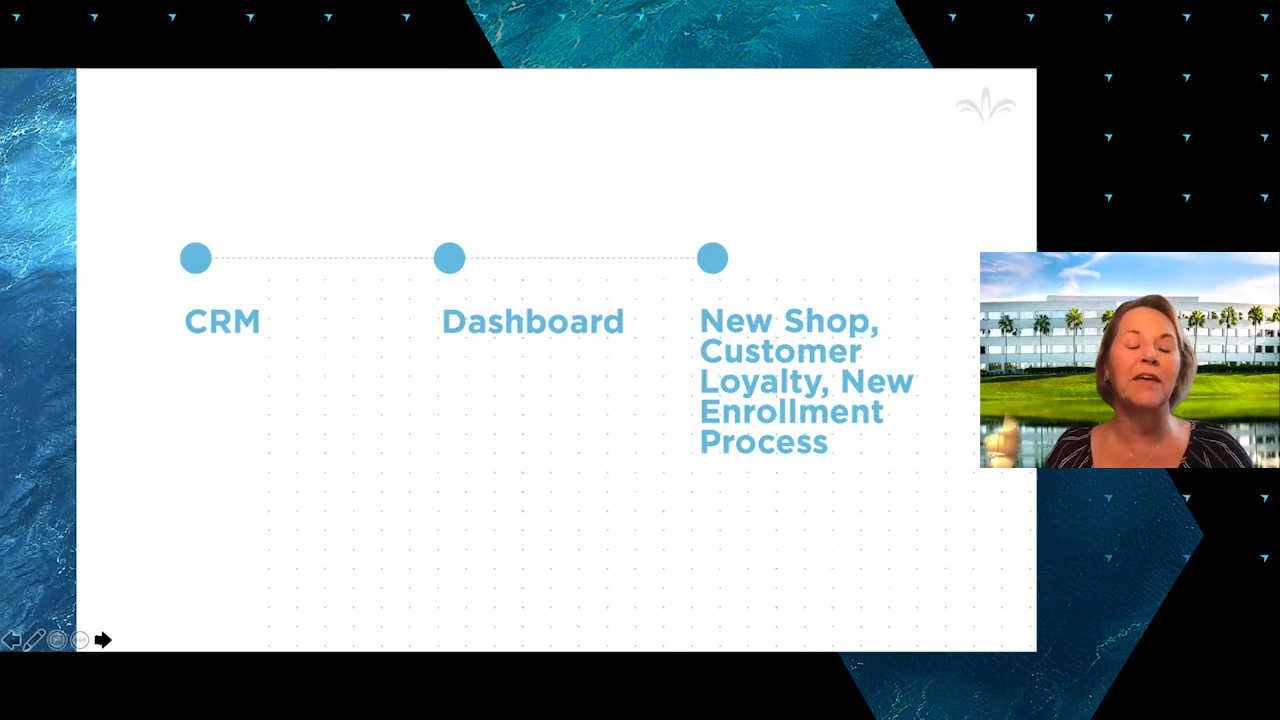 CRM
Dashboard
New Shop,
Customer
Loyalty, New
Enrollment
Process